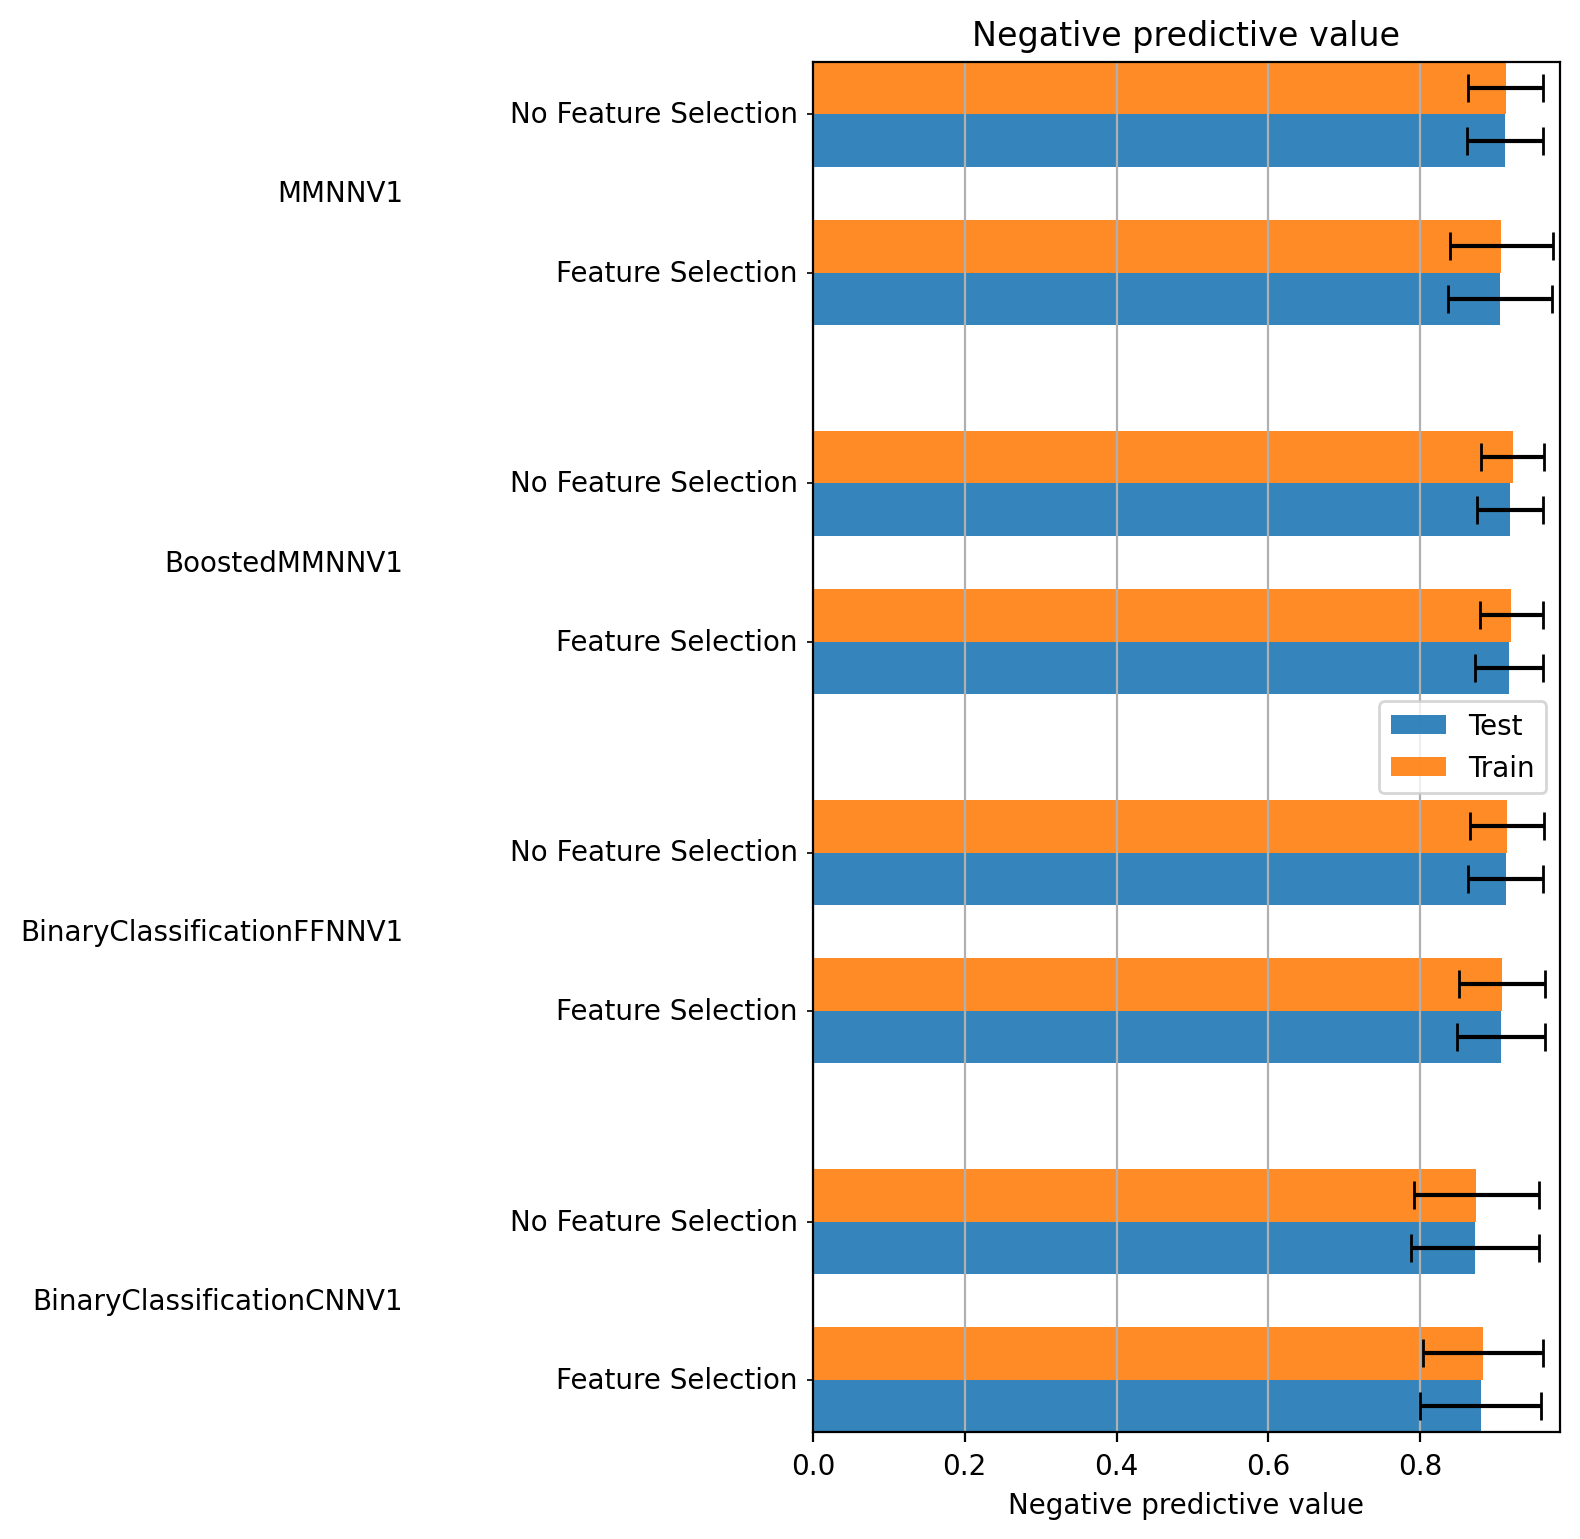 Negative predictive value
No Feature Selection
MMNNV1
Feature Selection
No Feature Selection
BoostedMMNNV1
Feature Selection
Test
Train
No Feature Selection
BinaryClassificationFFNNV1
Feature Selection
No Feature Selection
BinaryClassificationCNNV1
Feature Selection
0.0 0.2 0.4 0.6 0.8
Negative predictive value